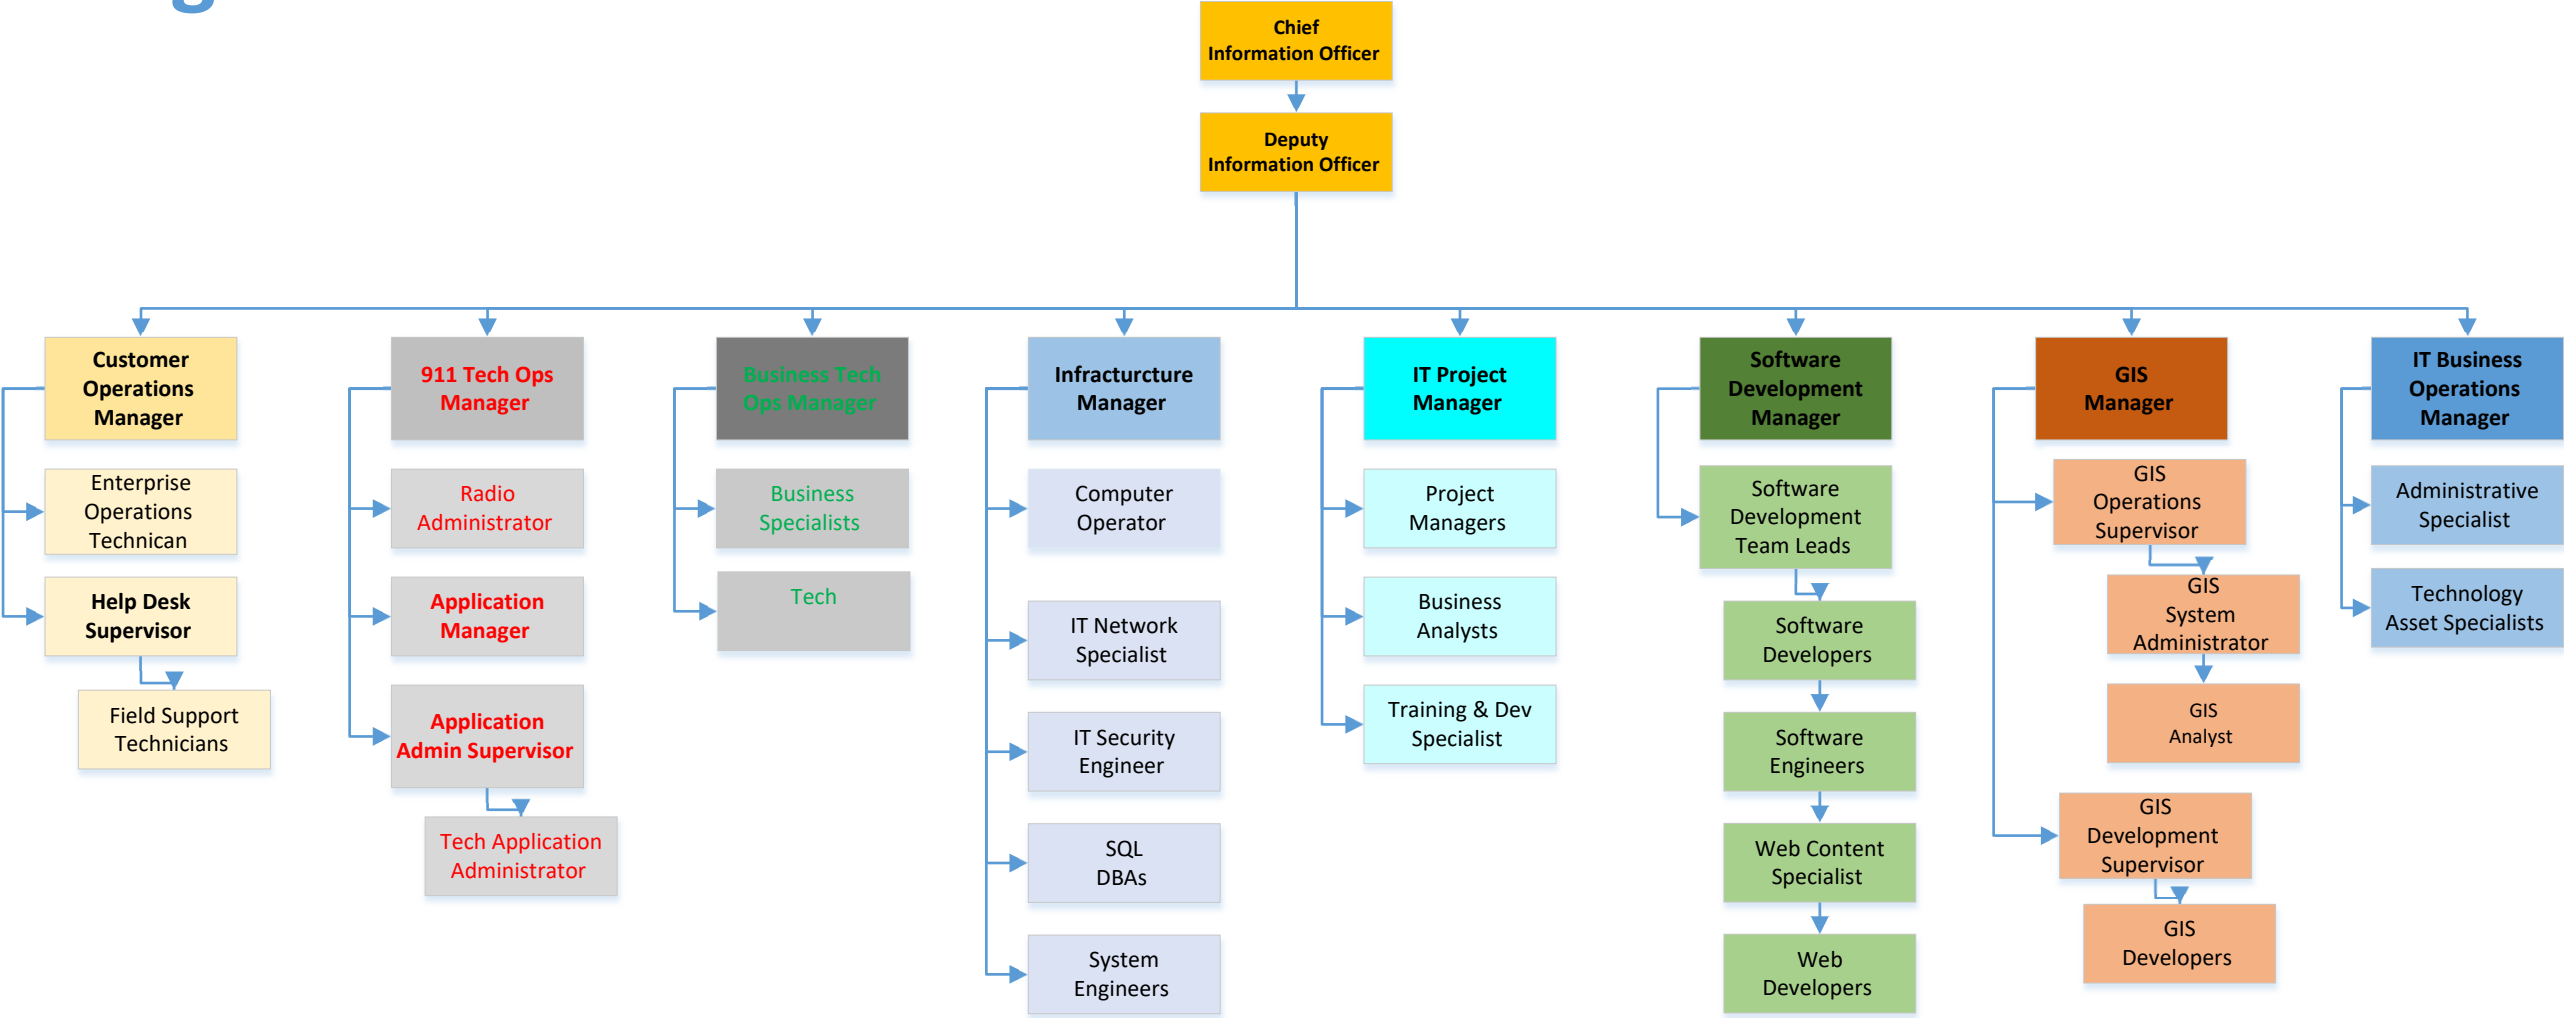 g
Chief
Information Officer
Deputy
Information Officer
Customer
Operations
Manager
Enterprise
Operations
Technican
Help Desk
Supervisor
Field Support
Technicians
911 Tech Ops
Manager
Radio
Administrator
Application
Manager
Application
Admin Supervisor
Tech Application
Administrator
Business Tech
Ops Manager
Business
Specialists
Tech
Infracturcture
Manager
Computer
Operator
IT Network
Specialist
IT Security
Engineer
SQL
DBAs
System
Engineers
IT Project
Manager
Project
Managers
Business
Analysts
Training & Dev
Specialist
Software
Development
Manager
Software
Development
Team Leads
Software
Developers
Software
Engineers
Web Content
Specialist
Web
Developers
GIS
Manager
GIS
Operations
Supervisor
GIS
System
Administrator
GIS
Analyst
GIS
Development
Supervisor
GIS
Developers
IT Business
Operations
Manager
Administrative
Specialist
Technology
Asset Specialists